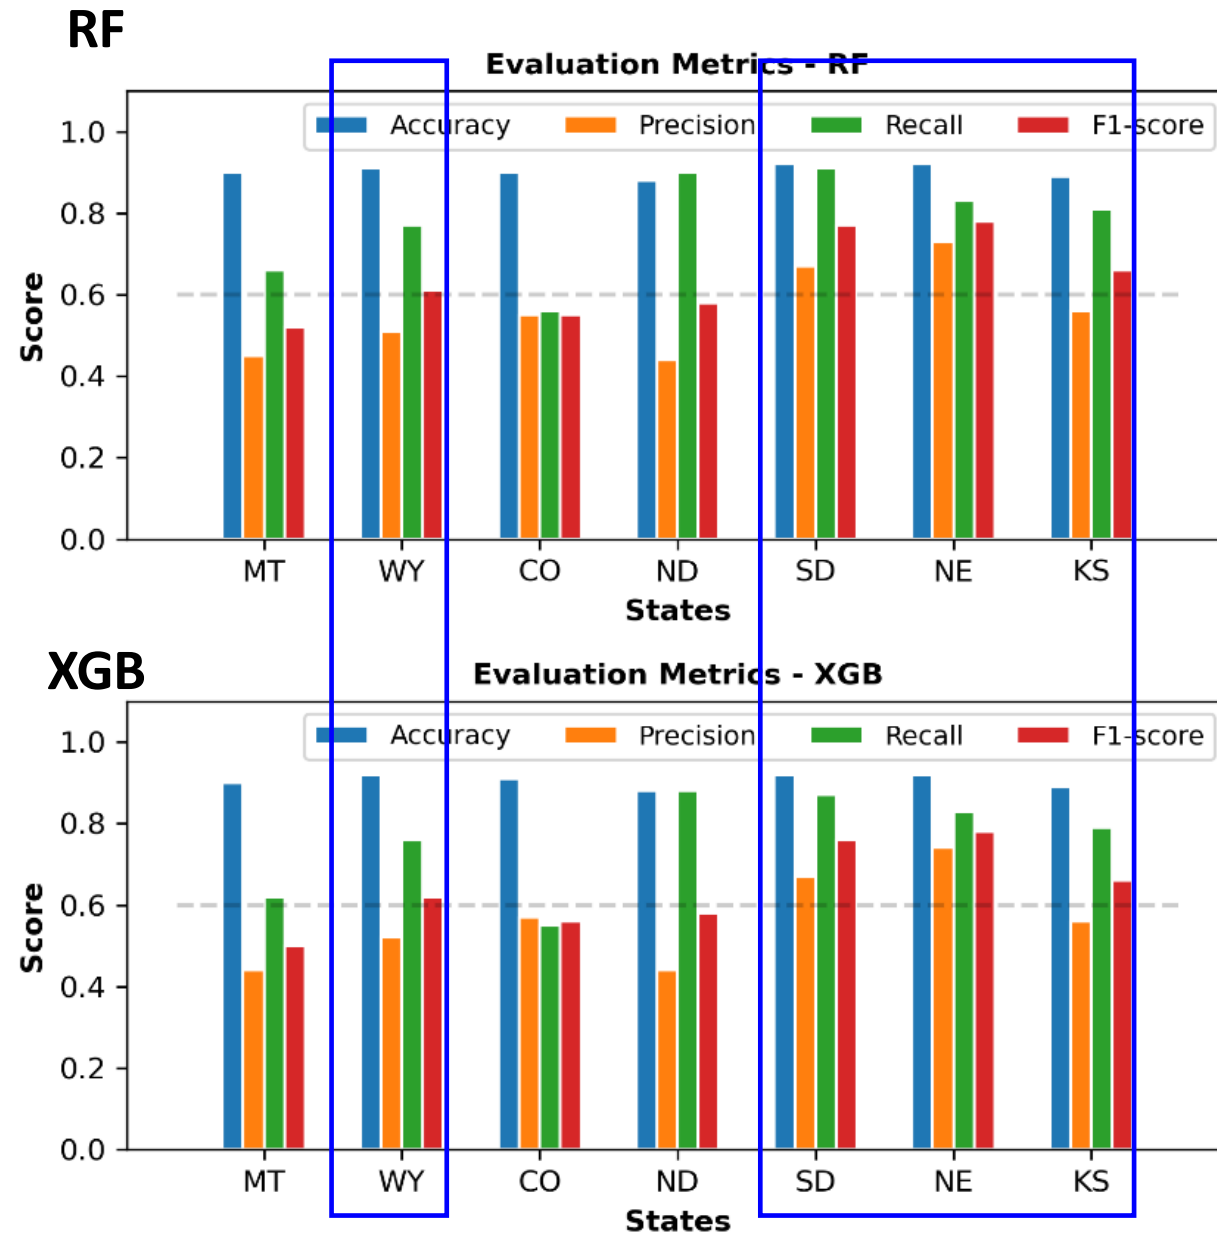 RF
Evaluation Metrics - RF
Accuracy Precision Recall F1-score
1.0
0.8
0.6
0.4
0.2
0.0
Score
MT WY CO ND SD NE KS
States
XGB
Evaluation Metrics - XGB
Accuracy Precision Recall F1-score
1.0
0.8
0.6
0.4
0.2
0.0
Score
MT WY CO ND SD NE KS
States